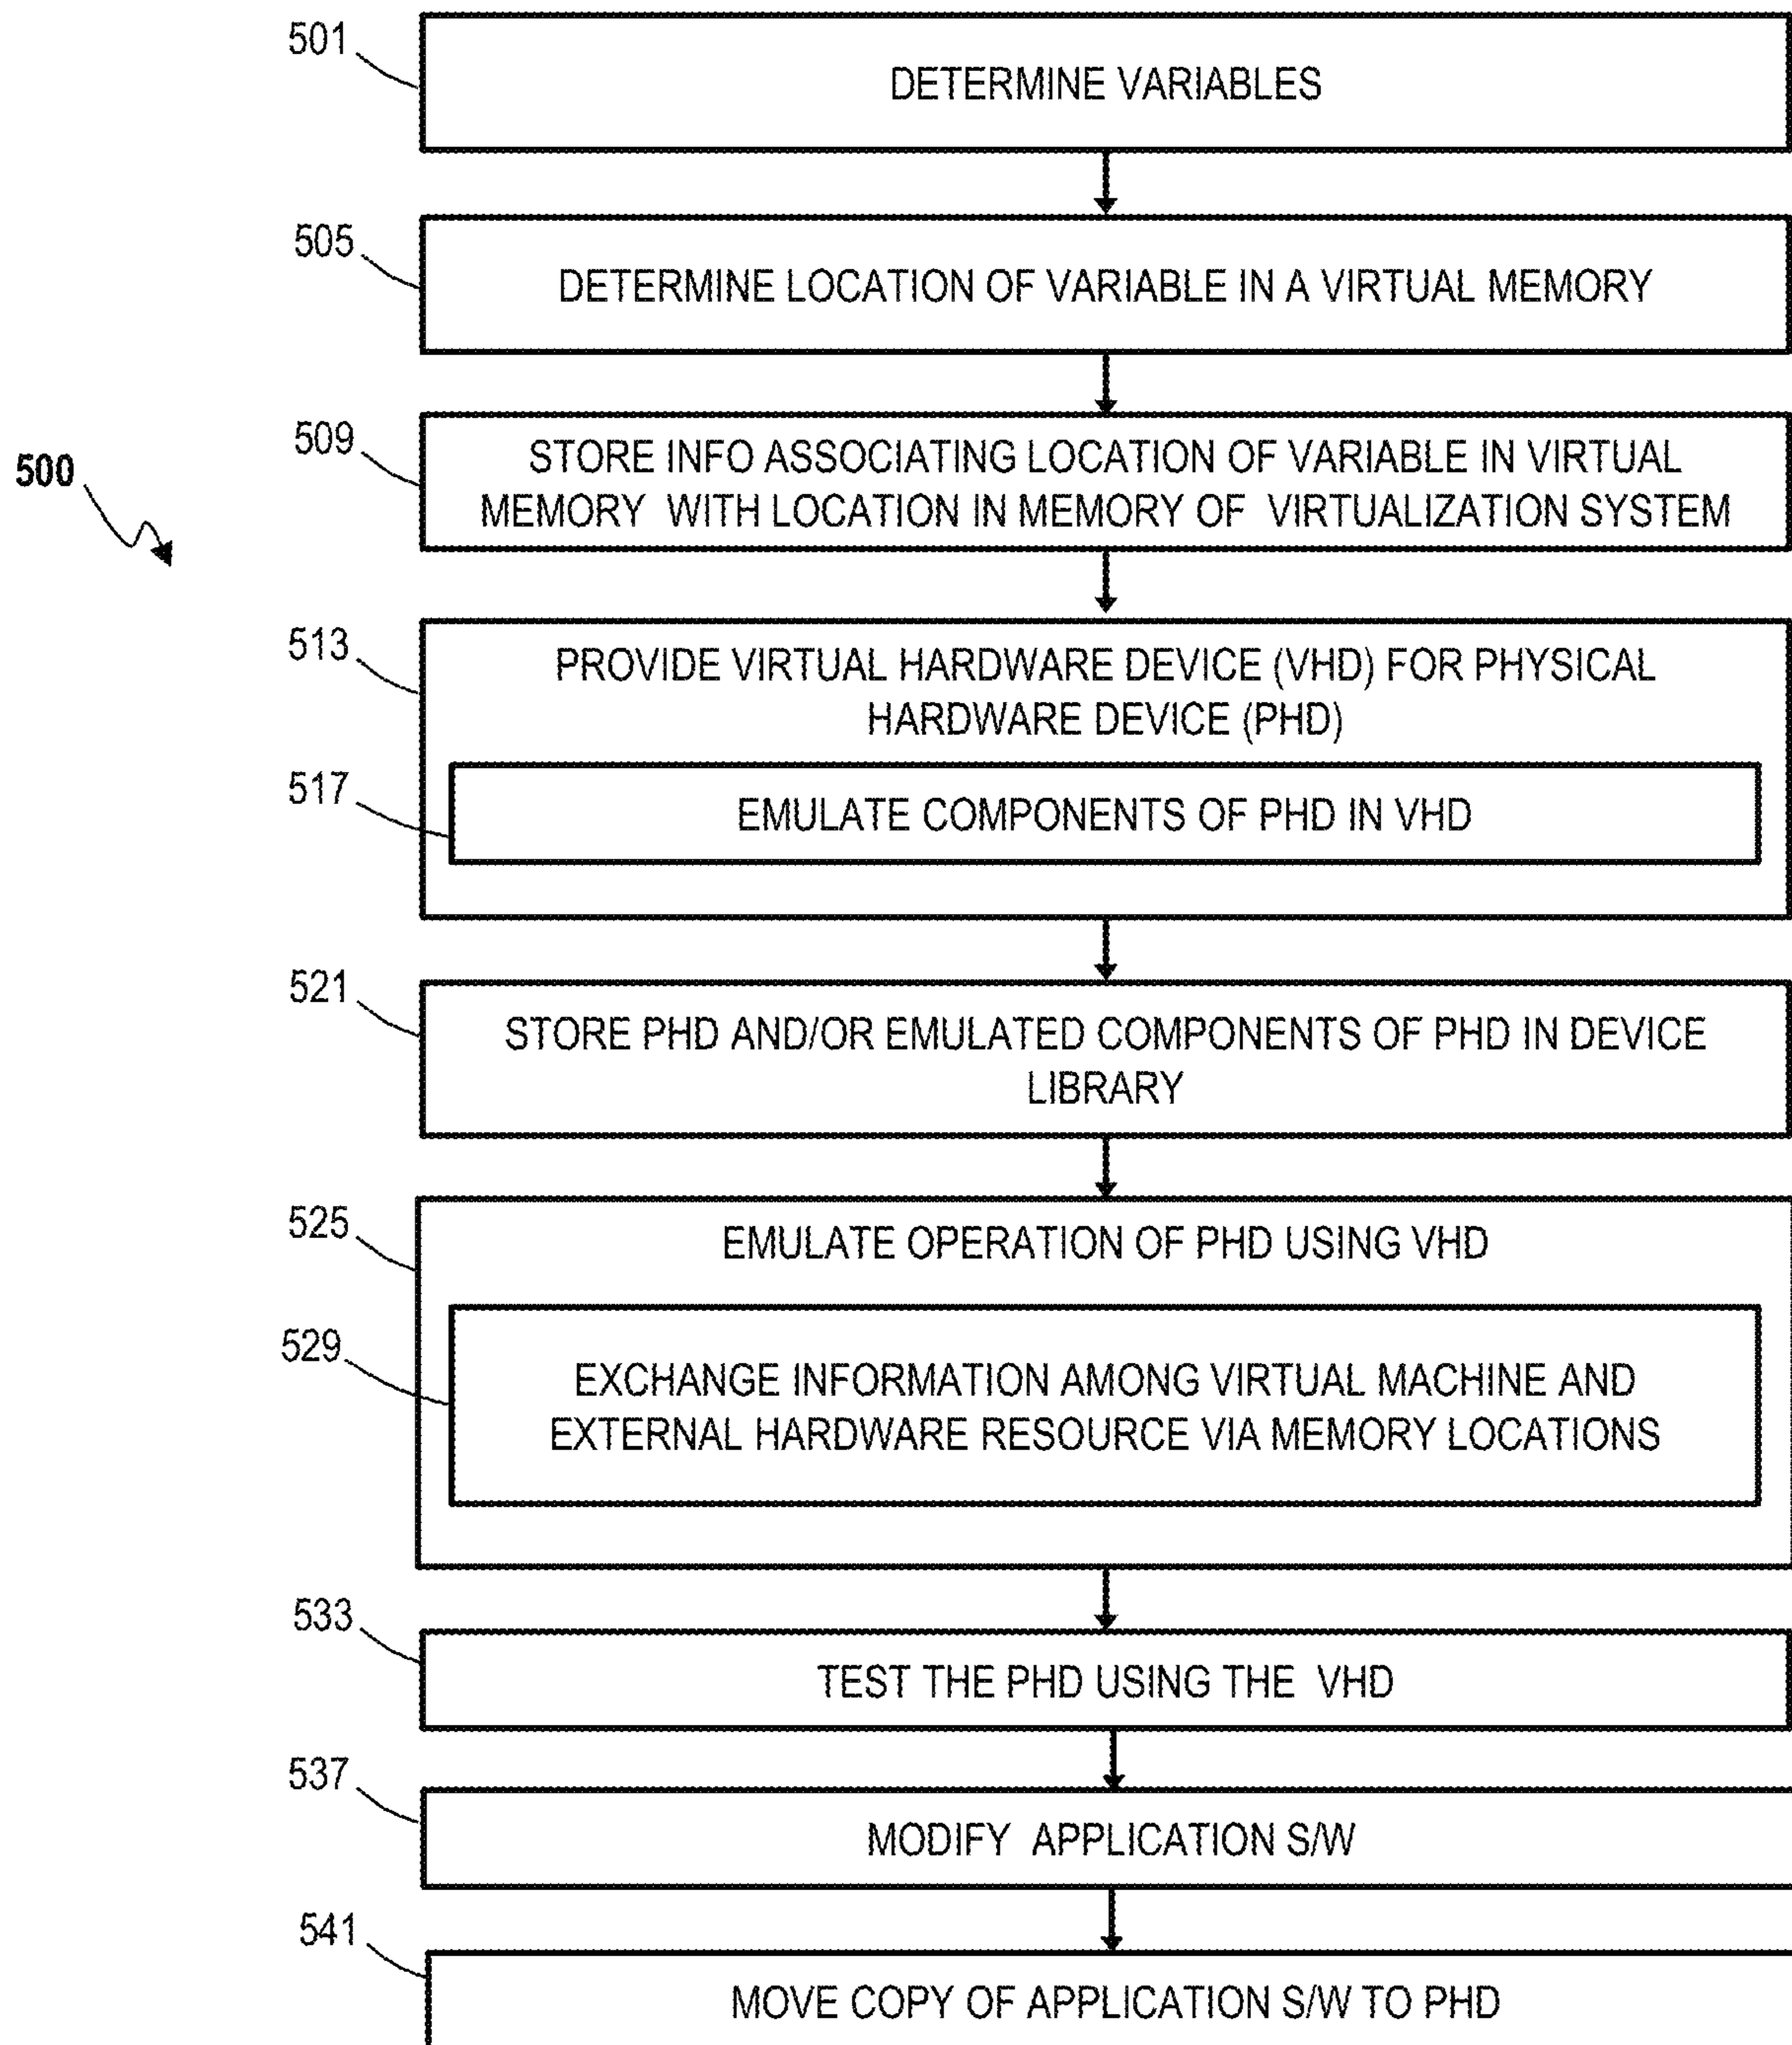 501
DETERMINE VARIABLES
505
DETERMINE LOCATION OF VARIABLE IN A VIRTUAL MEMORY
509
STORE INFO ASSOCIATING LOCATION OF VARIABLE IN VIRTUAL
MEMORY WITH LOCATION IN MEMORY OF VIRTUALIZATION SYSTEM
500
513
PROVIDE VIRTUAL HARDWARE DEVICE (VHD) FOR PHYSICAL
HARDWARE DEVICE (PHD)
517
EMULATE COMPONENTS OF PHD IN VHD
521
STORE PHD AND/OR EMULATED COMPONENTS OF PHD IN DEVICE
LIBRARY
525
EMULATE OPERATION OF PHD USING VHD
529
EXCHANGE INFORMATION AMONG VIRTUAL MACHINE AND
EXTERNAL HARDWARE RESOURCE VIA MEMORY LOCATIONS
533
TEST THE PHD USING THE VHD
537
MODIFY APPLICATION S/W
541
MOVE COPY OF APPLICATION S/W TO PHD